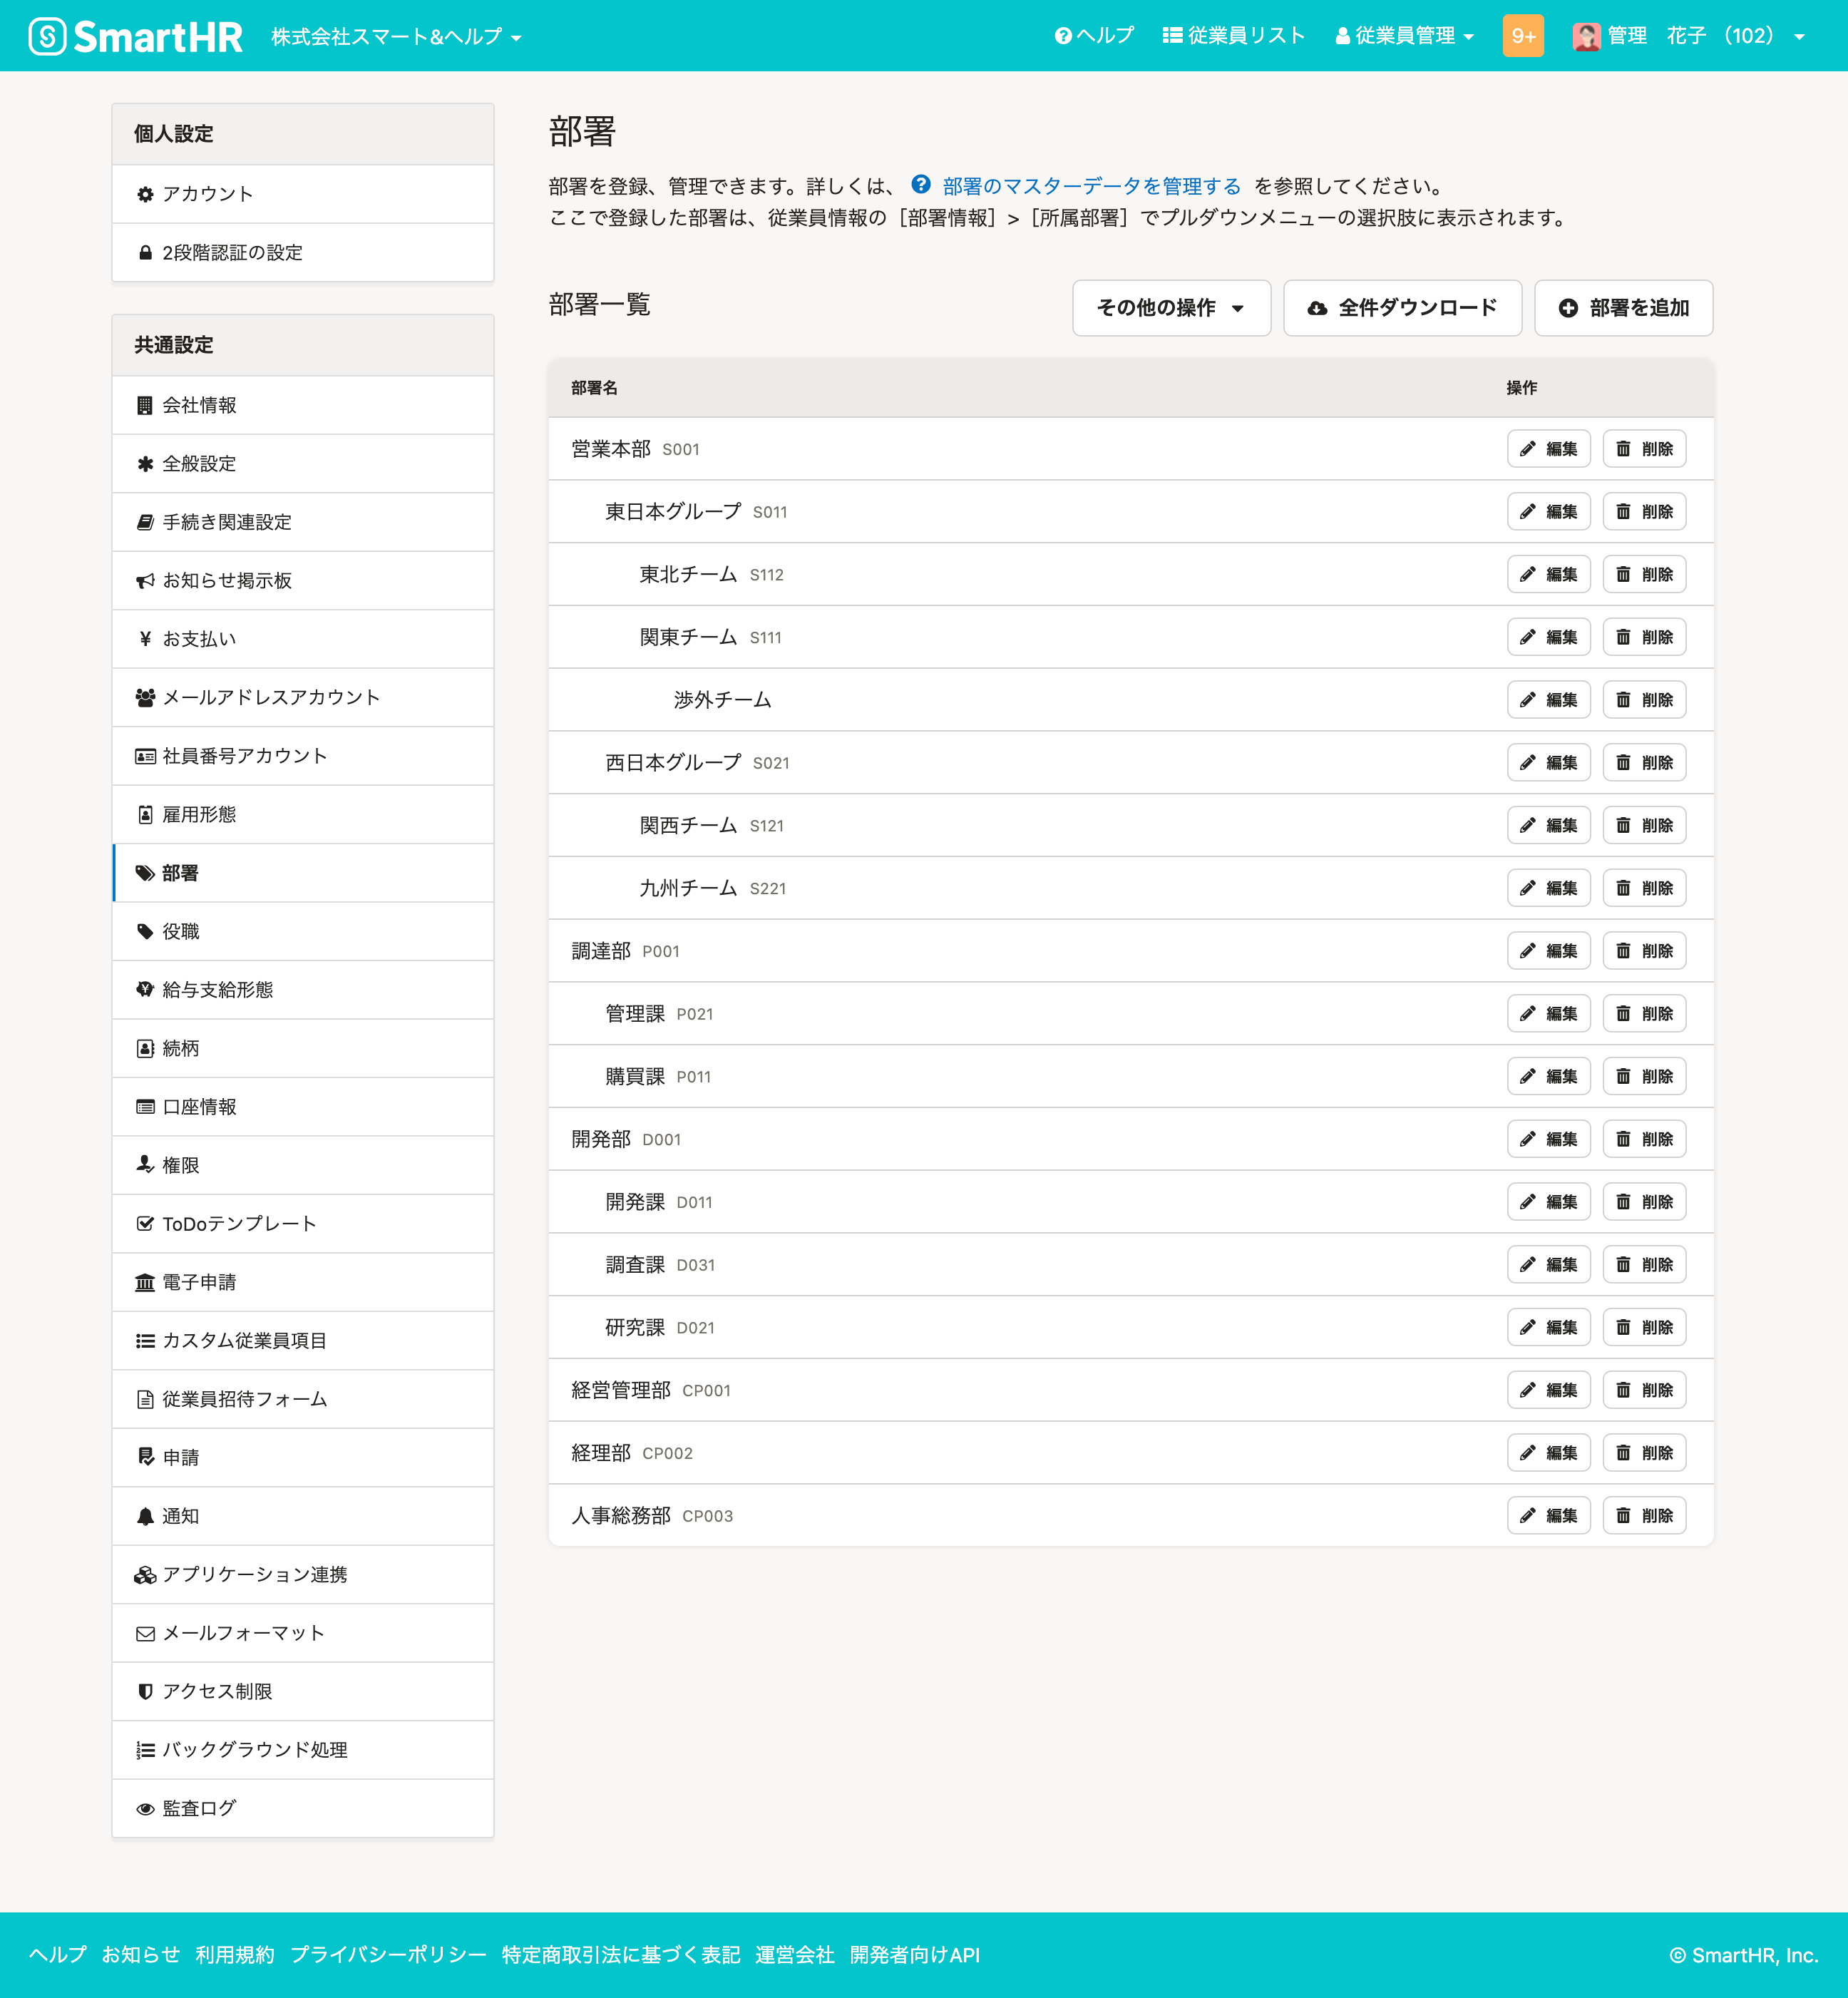 SmartHR 株式会社スマート&ヘルプ ヘルプ 従業員リスト 従業員管理 9+ 管理 花子 （102）
個人設定
アカウント
2段階認証の設定
共通設定
会社情報
全般設定
手続き関連設定
お知らせ掲示板
お支払い
メールアドレスアカウント
社員番号アカウント
雇用形態
部署
役職
給与支給形態
続柄
口座情報
権限
ToDoテンプレート
電子申請
カスタム従業員項目
従業員招待フォーム
申請
通知
アプリケーション連携
メールフォーマット
アクセス制限
バックグラウンド処理
監査ログ
部署
部署を登録、管理できます。詳しくは、 部署のマスターデータを管理する を参照してください。
ここで登録した部署は、従業員情報の［部署情報］>［所属部署］でプルダウンメニューの選択肢に表示されます。
部署一覧 その他の操作 全件ダウンロード 部署を追加
部署名 操作
営業本部 S001 編集 削除
東日本グループ S011 編集 削除
東北チーム S112 編集 削除
関東チーム S111 編集 削除
渉外チーム 編集 削除
西日本グループ S021 編集 削除
関西チーム S121 編集 削除
九州チーム S221 編集 削除
調達部 P001 編集 削除
管理課 P021 編集 削除
購買課 P011 編集 削除
開発部 D001 編集 削除
開発課 D011 編集 削除
調査課 D031 編集 削除
研究課 D021 編集 削除
経営管理部 CP001 編集 削除
経理部 CP002 編集 削除
人事総務部 CP003 編集 削除
ヘルプ お知らせ 利用規約 プライバシーポリシー 特定商取引法に基づく表記 運営会社 開発者向けAPI © SmartHR, Inc.